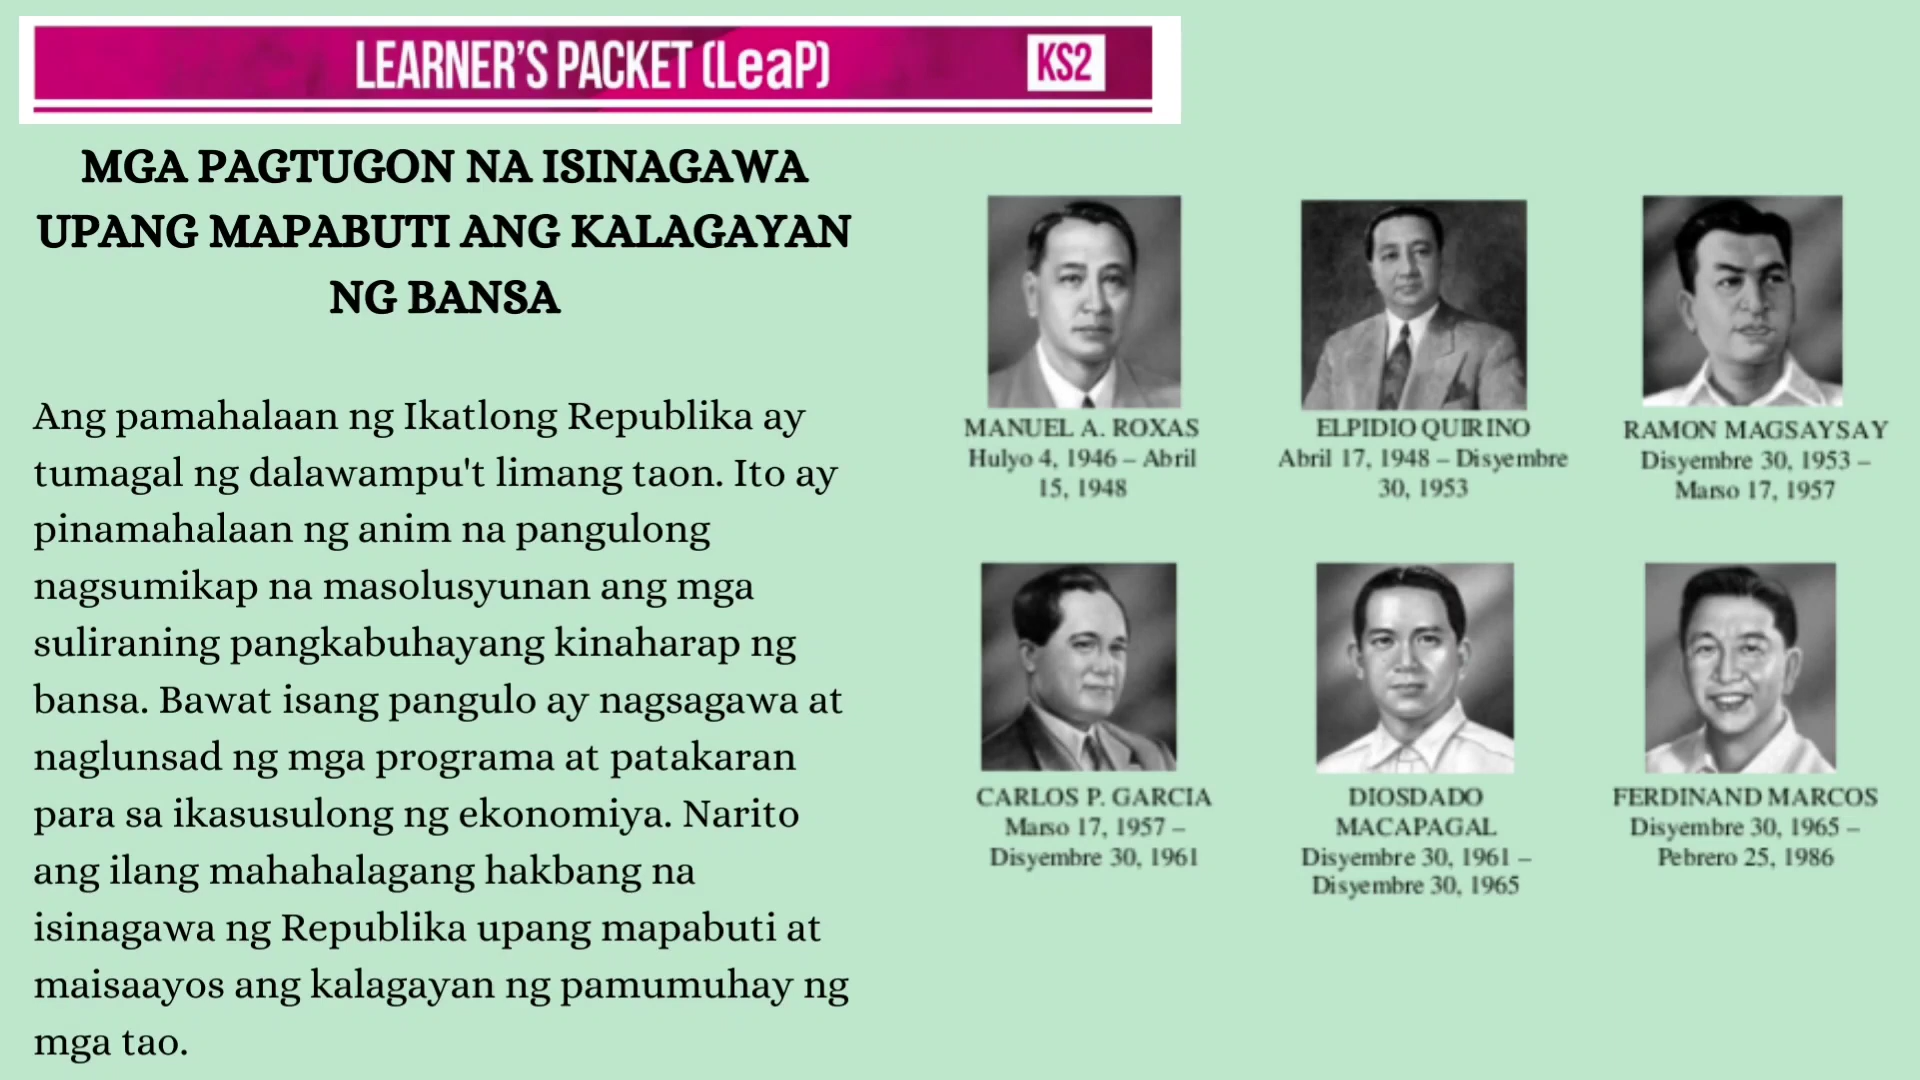 LEARNER'S PACKET (LeaP)
KS2
MGA PAGTUGON NA ISINAGAWA
UPANG MAPABUTI ANG KALAGAYAN
NG BANSA
Ang pamahalaan ng Ikatlong Republika ay
tumagal ng dalawampu't limang taon. Ito ay
pinamahalaan ng anim na pangulong
nagsumikap na masolusyunan ang mga
suliraning pangkabuhayang kinaharap ng
bansa. Bawat isang pangulo ay nagsagawa at
naglunsad ng mga programa at patakaran
para sa ikasusulong ng ekonomiya. Narito
ang ilang mahahalagang hakbang na
isinagawa ng Republika upang mapabuti at
maisaayos ang kalagayan ng pamumuhay ng
mga tao.
MANUEL A. ROXAS
Hulyo 4, 1946 – Abril
15, 1948
ELPIDIO QUIRINO
Abril 17, 1948 – Disyembre
30, 1953
RAMON MAGSAYSAY
Disyembre 30, 1953 –
Marso 17, 1957
CARLOS P. GARCIA
Marso 17, 1957 –
Disyembre 30, 1961
DIOSDADO
MACAPAGAL
Disyembre 30, 1961 –
Disyembre 30, 1965
FERDINAND MARCOS
Disyembre 30, 1965 –
Pebrero 25, 1986